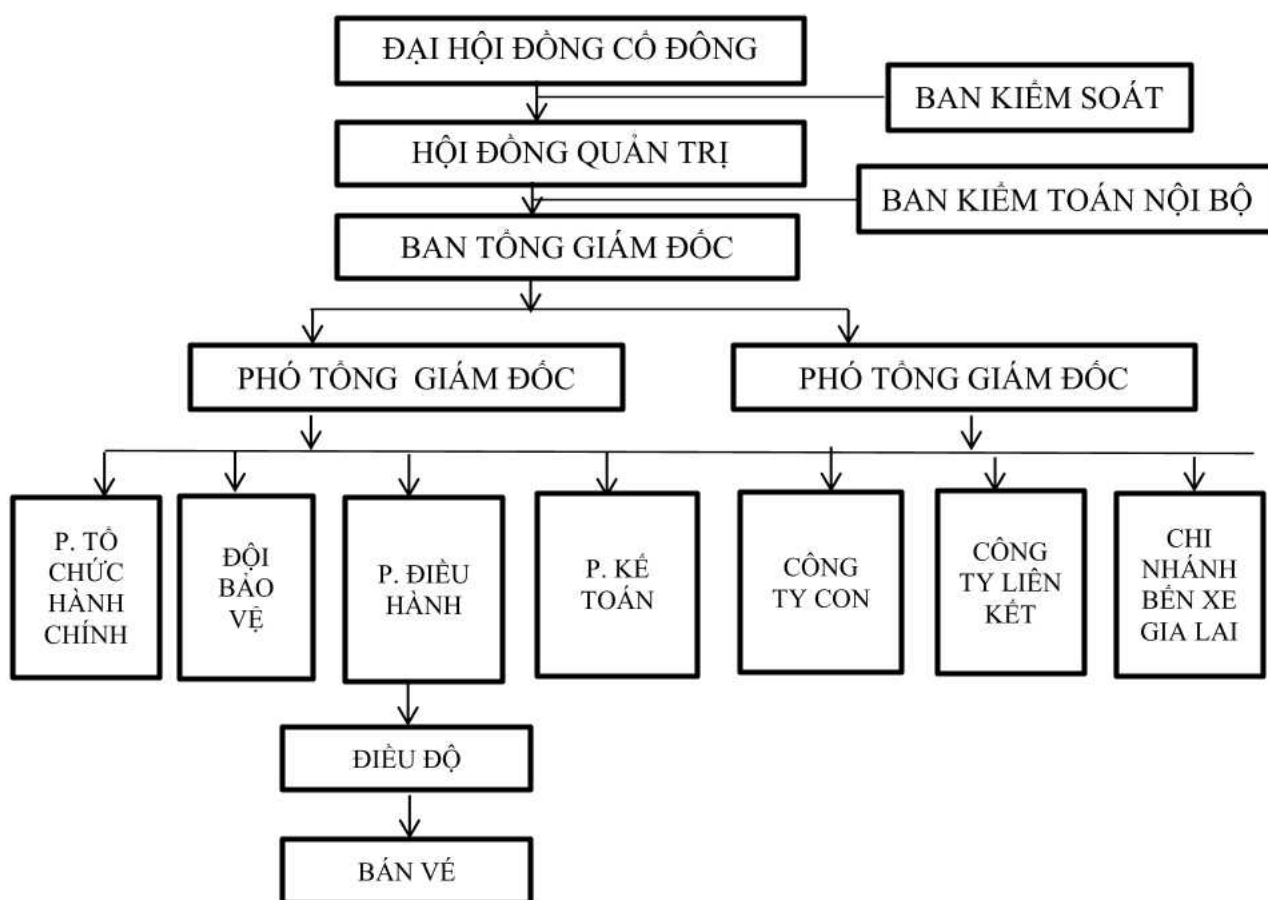 ĐẠI HỘI ĐỒNG CỔ ĐÔNG
BAN KIỂM SOÁT
HỘI ĐỒNG QUẢN TRỊ
BAN KIỂM TOÁN NỘI BỘ
BAN TỔNG GIÁM ĐỐC
PHÓ TỔNG GIÁM ĐỐC
PHÓ TỔNG GIÁM ĐỐC
P. TỔ
CHỨC
HÀNH
CHÍNH
ĐỘI
BẢO
VỆ
P. ĐIỀU
HÀNH
P. KẾ
TOÁN
CÔNG
TY CON
CÔNG
TY LIÊN
KẾT
CHI
NHÁNH
BẾN XE
GIA LAI
ĐIỀU ĐỘ
BÁN VÉ